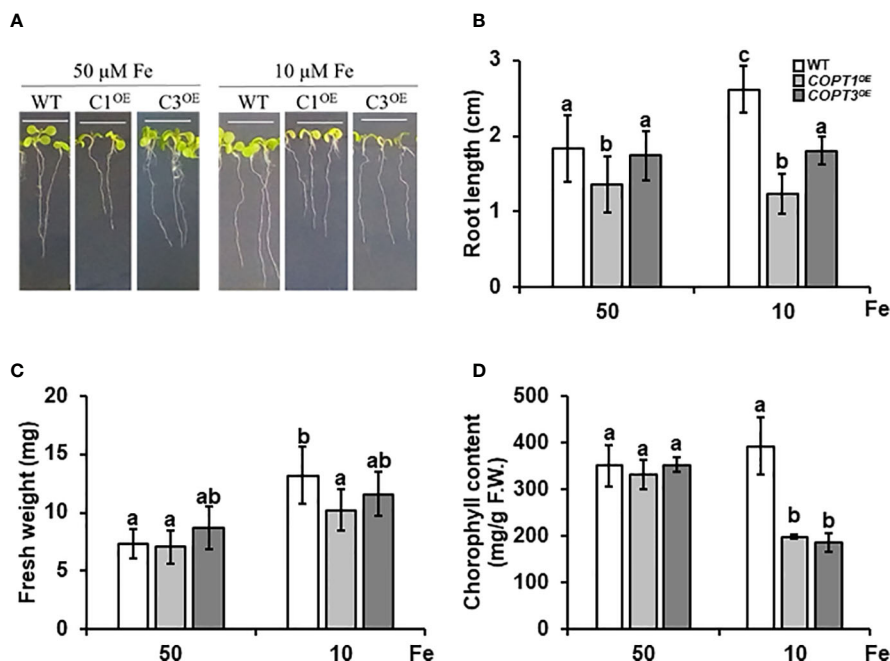 A
50 µM Fe
10 µM Fe
WT
C1OE
C3OE
WT
C1OE
C3OE
B
Root length (cm)
3
2
1
0
a
b
a
c
b
a
WT
COPT1OE
COPT3OE
50
10
Fe
C
Fresh weight (mg)
20
15
10
5
0
a
a
ab
b
a
ab
50
10
Fe
D
Chorophyll content
(mg/g F.W.)
500
400
300
200
100
0
a
a
a
a
b
b
50
10
Fe